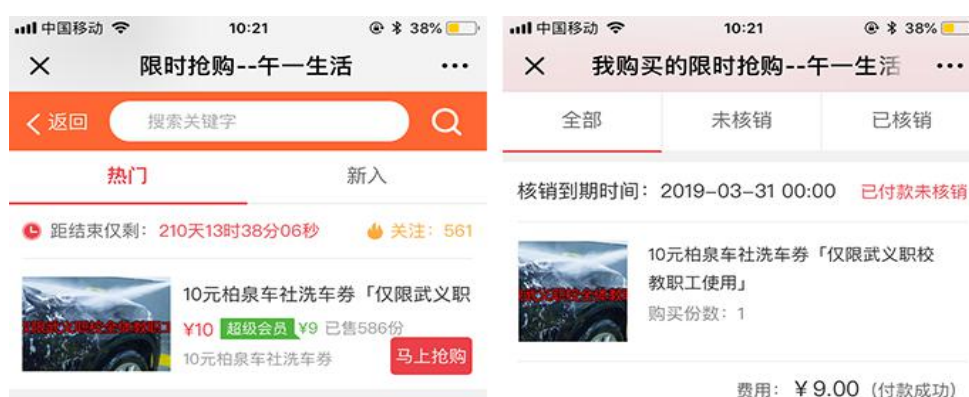 中国移动 10:21 38%
限时抢购--午一生活
返回 搜索关键字
热门 新入
距结束仅剩：210天13时38分06秒 关注：561
10元柏泉车社洗车券「仅限武义职
¥10 超级会员 ¥9 已售586份
10元柏泉车社洗车券 马上抢购
中国移动 10:21 38%
我购买的限时抢购--午一生活
全部 未核销 已核销
核销到期时间：2019-03-31 00:00 已付款未核销
10元柏泉车社洗车券「仅限武义职校
教职工使用」
购买份数：1
费用：¥9.00（付款成功）